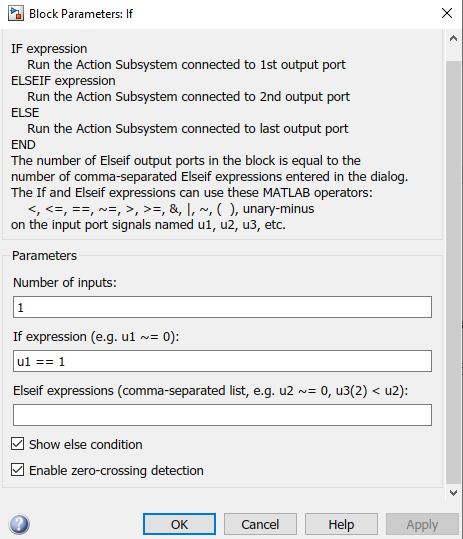 Block Parameters: If
IF expression
Run the Action Subsystem connected to 1st output port
ELSEIF expression
Run the Action Subsystem connected to 2nd output port
ELSE
Run the Action Subsystem connected to last output port
END
The number of Elseif output ports in the block is equal to the
number of comma-separated Elseif expressions entered in the dialog.
The If and Elseif expressions can use these MATLAB operators:
<, <=, ==, ~=, >, >=, &, |, ~, ( ), unary-minus
on the input port signals named u1, u2, u3, etc.
Parameters
Number of inputs:
1
If expression (e.g. u1 ~= 0):
u1 == 1
Elseif expressions (comma-separated list, e.g. u2 ~= 0, u3(2) < u2):
Show else condition
Enable zero-crossing detection
? OK Cancel Help Apply